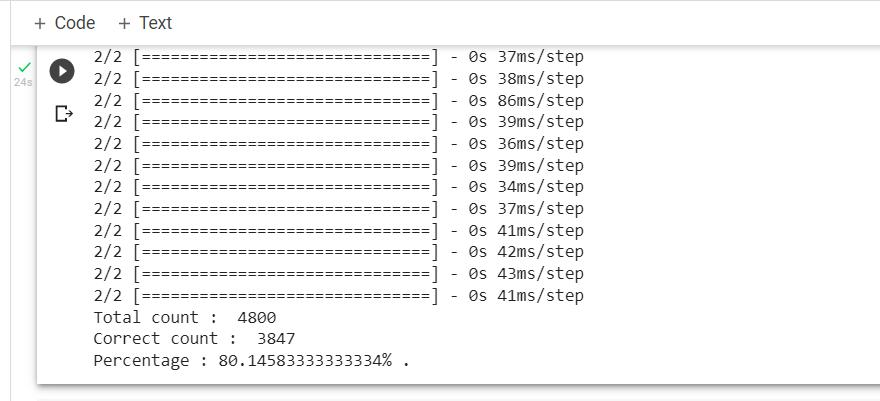 + Code + Text
2/2 [==============================] - 0s 37ms/step
24s
2/2 [==============================] - 0s 38ms/step
2/2 [==============================] - 0s 86ms/step
2/2 [==============================] - 0s 39ms/step
2/2 [==============================] - 0s 36ms/step
2/2 [==============================] - 0s 39ms/step
2/2 [==============================] - 0s 34ms/step
2/2 [==============================] - 0s 37ms/step
2/2 [==============================] - 0s 41ms/step
2/2 [==============================] - 0s 42ms/step
2/2 [==============================] - 0s 43ms/step
2/2 [==============================] - 0s 41ms/step
Total count :  4800
Correct count :  3847
Percentage : 80.14583333333334% .